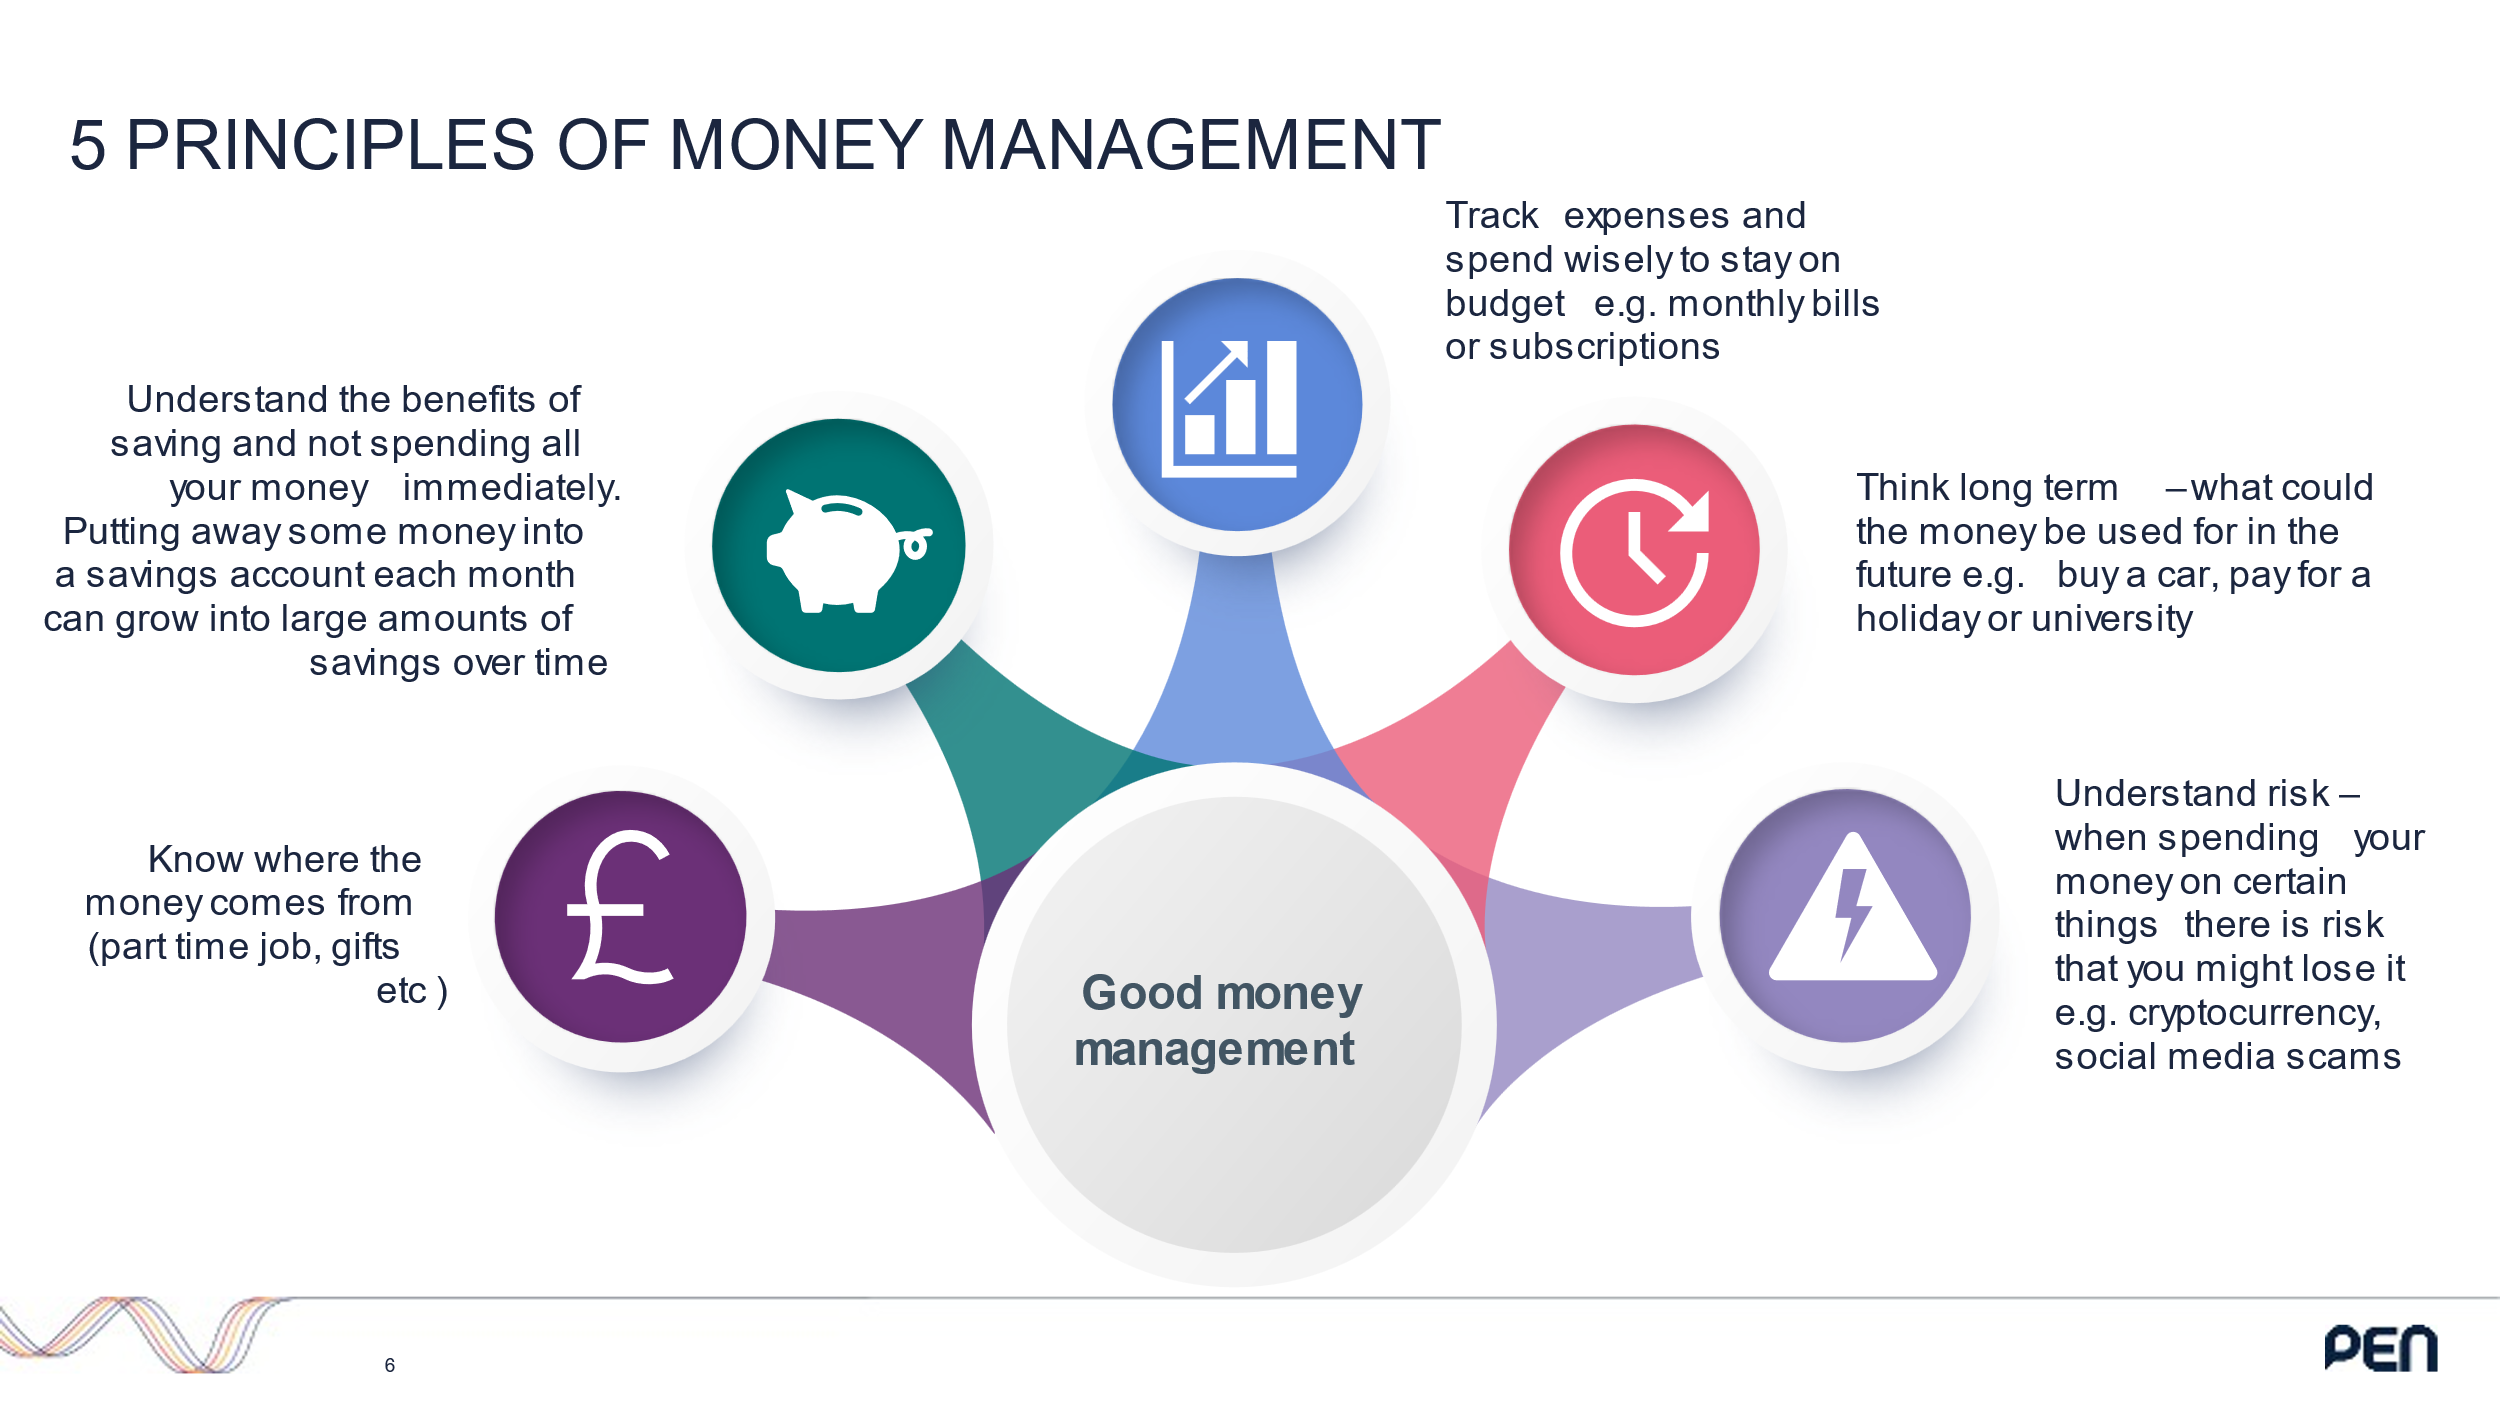 5 PRINCIPLES OF MONEY MANAGEMENT
Know where the
money comes from
(part time job, gifts
etc )
Understand the benefits of
saving and not spending all
your money immediately.
Putting away some money into
a savings account each month
can grow into large amounts of
savings over time
Track expenses and
spend wisely to stay on
budget e.g. monthly bills
or subscriptions
Think long term – what could
the money be used for in the
future e.g. buy a car, pay for a
holiday or university
Understand risk –
when spending your
money on certain
things there is risk
that you might lose it
e.g. cryptocurrency,
social media scams
£
Good money
management
6
PEN